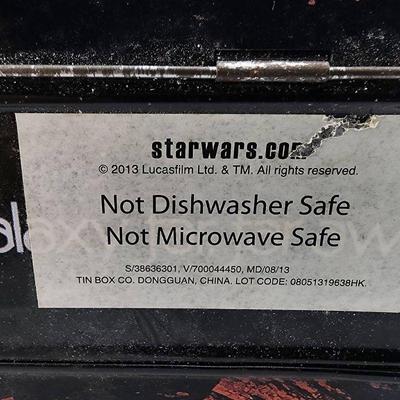 starwars.com
© 2013 Lucasfilm Ltd. & TM. All rights reserved.
Not Dishwasher Safe
Not Microwave Safe
S/38636301, V/700044450, MD/08/13
TIN BOX CO. DONGGUAN, CHINA. LOT CODE: 08051319638HK.